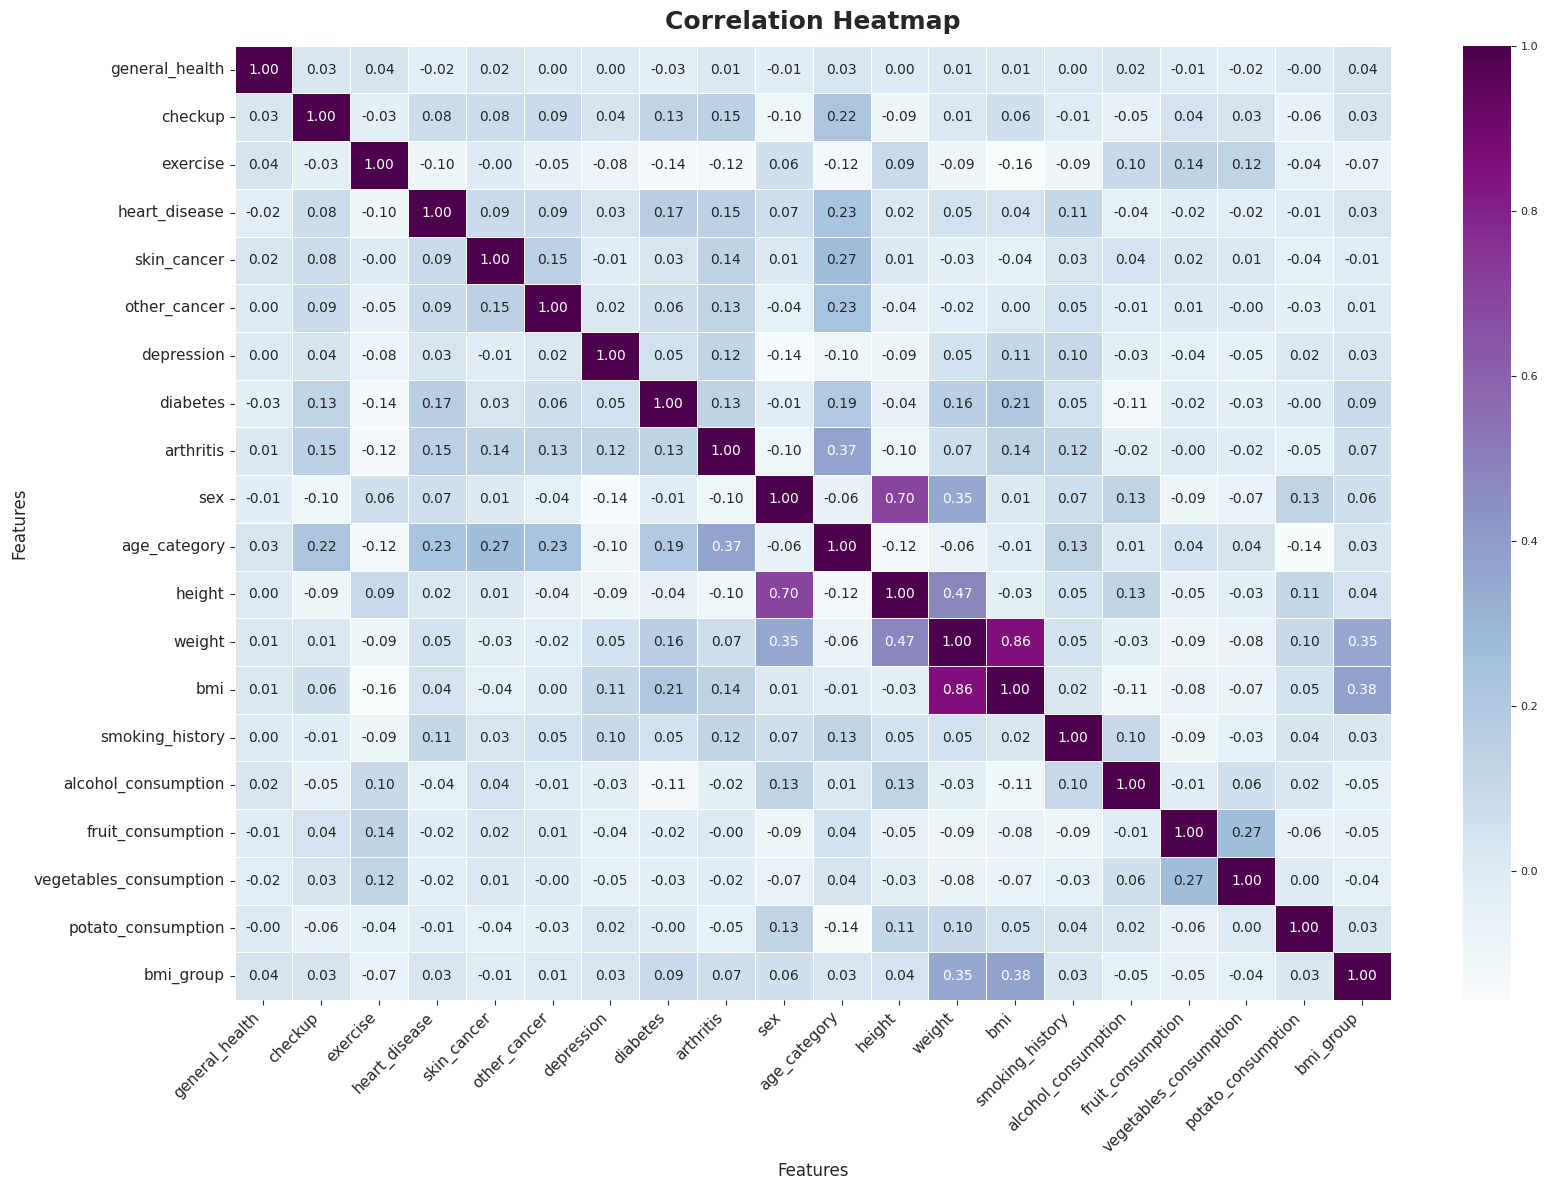 Correlation Heatmap
general_health 1.00 0.03 0.04 -0.02 0.02 0.00 0.00 -0.03 0.01 -0.01 0.03 0.00 0.01 0.01 0.00 0.02 -0.01 -0.02 -0.00 0.04
checkup 0.03 1.00 -0.03 0.08 0.08 0.09 0.04 0.13 0.15 -0.10 0.22 -0.09 0.01 0.06 -0.01 -0.05 0.04 0.03 -0.06 0.03
exercise 0.04 -0.03 1.00 -0.10 -0.00 -0.05 -0.08 -0.14 -0.12 0.06 -0.12 0.09 -0.09 -0.16 -0.09 0.10 0.14 0.12 -0.04 -0.07
heart_disease -0.02 0.08 -0.10 1.00 0.09 0.09 0.03 0.17 0.15 0.07 0.23 0.02 0.05 0.04 0.11 -0.04 -0.02 -0.02 -0.01 0.03
skin_cancer 0.02 0.08 -0.00 0.09 1.00 0.15 -0.01 0.03 0.14 0.01 0.27 0.01 -0.03 -0.04 0.03 0.04 0.02 0.01 -0.04 -0.01
other_cancer 0.00 0.09 -0.05 0.09 0.15 1.00 0.02 0.06 0.13 -0.04 0.23 -0.04 -0.02 0.00 0.05 -0.01 0.01 -0.00 -0.03 0.01
depression 0.00 0.04 -0.08 0.03 -0.01 0.02 1.00 0.05 0.12 -0.14 -0.10 -0.09 0.05 0.11 0.10 -0.03 -0.04 -0.05 0.02 0.03
diabetes -0.03 0.13 -0.14 0.17 0.03 0.06 0.05 1.00 0.13 -0.01 0.19 -0.04 0.16 0.21 0.05 -0.11 -0.02 -0.03 -0.00 0.09
arthritis 0.01 0.15 -0.12 0.15 0.14 0.13 0.12 0.13 1.00 -0.10 0.37 -0.10 0.07 0.14 0.12 -0.02 -0.00 -0.02 -0.05 0.07
sex -0.01 -0.10 0.06 0.07 0.01 -0.04 -0.14 -0.01 -0.10 1.00 -0.06 0.70 0.35 0.01 0.07 0.13 -0.09 -0.07 0.13 0.06
age_category 0.03 0.22 -0.12 0.23 0.27 0.23 -0.10 0.19 0.37 -0.06 1.00 -0.12 -0.06 -0.01 0.13 0.01 0.04 0.04 -0.14 0.03
height 0.00 -0.09 0.09 0.02 0.01 -0.04 -0.09 -0.04 -0.10 0.70 -0.12 1.00 0.47 -0.03 0.05 0.13 -0.05 -0.03 0.11 0.04
weight 0.01 0.01 -0.09 0.05 -0.03 -0.02 0.05 0.16 0.07 0.35 -0.06 0.47 1.00 0.86 0.05 -0.03 -0.09 -0.08 0.10 0.35
bmi 0.01 0.06 -0.16 0.04 -0.04 0.00 0.11 0.21 0.14 0.01 -0.01 -0.03 0.86 1.00 0.02 -0.11 -0.08 -0.07 0.05 0.38
smoking_history 0.00 -0.01 -0.09 0.11 0.03 0.05 0.10 0.05 0.12 0.07 0.13 0.05 0.05 0.02 1.00 0.10 -0.09 -0.03 0.04 0.03
alcohol_consumption 0.02 -0.05 0.10 -0.04 0.04 -0.01 -0.03 -0.11 -0.02 0.13 0.01 0.13 -0.03 -0.11 0.10 1.00 -0.01 0.06 0.02 -0.05
fruit_consumption -0.01 0.04 0.14 -0.02 0.02 0.01 -0.04 -0.02 -0.00 -0.09 0.04 -0.05 -0.09 -0.08 -0.09 -0.01 1.00 0.27 -0.06 -0.05
vegetables_consumption -0.02 0.03 0.12 -0.02 0.01 -0.00 -0.05 -0.03 -0.02 -0.07 0.04 -0.03 -0.08 -0.07 -0.03 0.06 0.27 1.00 0.00 -0.04
potato_consumption -0.00 -0.06 -0.04 -0.01 -0.04 -0.03 0.02 -0.00 -0.05 0.13 -0.14 0.11 0.10 0.05 0.04 0.02 -0.06 0.00 1.00 0.03
bmi_group 0.04 0.03 -0.07 0.03 -0.01 0.01 0.03 0.09 0.07 0.06 0.03 0.04 0.35 0.38 0.03 -0.05 -0.05 -0.04 0.03 1.00
Features
general_health
checkup
exercise
heart_disease
skin_cancer
other_cancer
depression
diabetes
arthritis
sex
age_category
height
weight
bmi
smoking_history
alcohol_consumption
fruit_consumption
vegetables_consumption
potato_consumption
bmi_group
Features
1.0
0.8
0.6
0.4
0.2
0.0